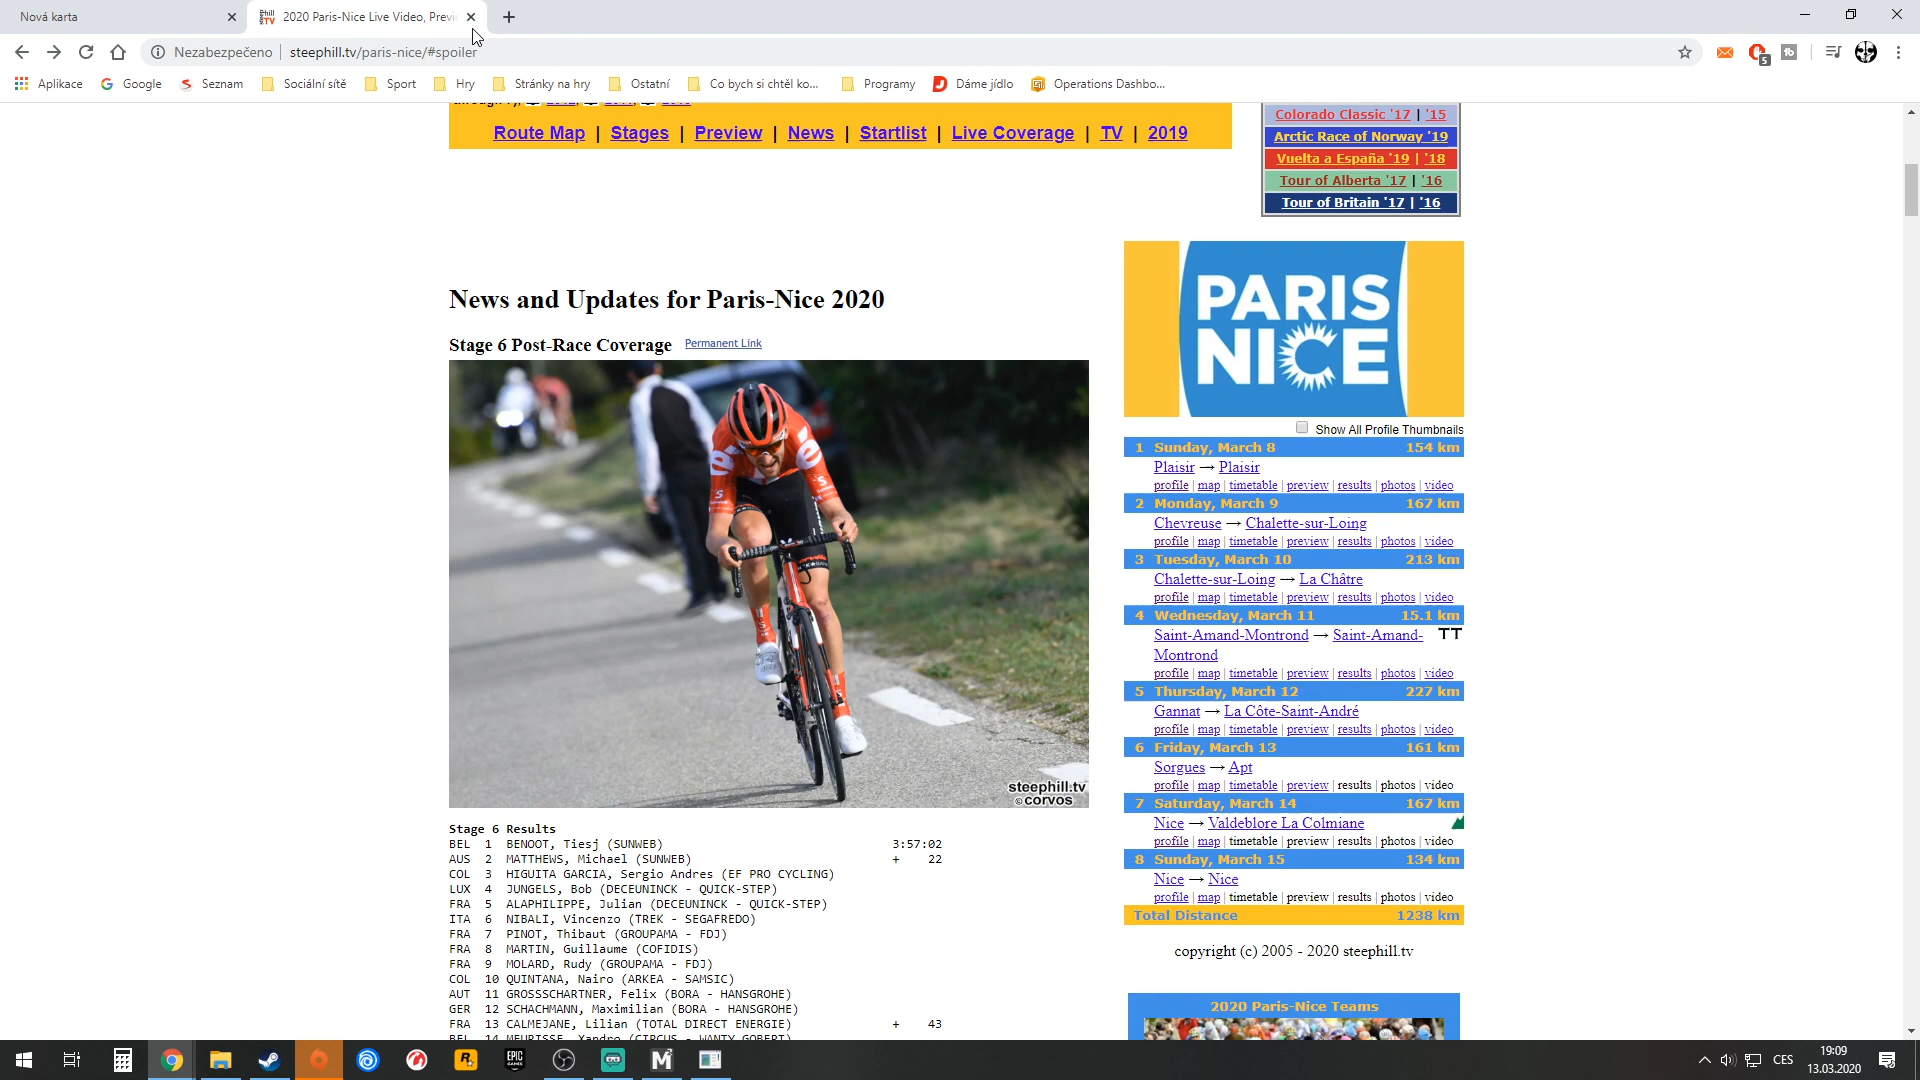 Nová karta
2020 Paris-Nice Live Video, Previ
Nezabezpečeno | steephill.tv/paris-nice/#spoiler
5
Aplikace Google Seznam Sociální sítě Sport Hry Stránky na hry Ostatní Co bych si chtěl ko... Programy Dáme jídlo Operations Dashbo...
Route Map | Stages | Preview | News | Startlist | Live Coverage | TV | 2019
Colorado Classic '17 | '15
Arctic Race of Norway '19
Vuelta a España '19 | '18
Tour of Alberta '17 | '16
Tour of Britain '17 | '16
News and Updates for Paris-Nice 2020
Stage 6 Post-Race Coverage Permanent Link
steephill.tv
©corvos
Stage 6 Results
BEL 1 BENOOT, Tiesj (SUNWEB) 3:57:02
AUS 2 MATTHEWS, Michael (SUNWEB) + 22
COL 3 HIGUITA GARCIA, Sergio Andres (EF PRO CYCLING)
LUX 4 JUNGELS, Bob (DECEUNINCK - QUICK-STEP)
FRA 5 ALAPHILIPPE, Julian (DECEUNINCK - QUICK-STEP)
ITA 6 NIBALI, Vincenzo (TREK - SEGAFREDO)
FRA 7 PINOT, Thibaut (GROUPAMA - FDJ)
FRA 8 MARTIN, Guillaume (COFIDIS)
FRA 9 MOLARD, Rudy (GROUPAMA - FDJ)
COL 10 QUINTANA, Nairo (ARKEA - SAMSIC)
AUT 11 GROSSSCHARTNER, Felix (BORA - HANSGROHE)
GER 12 SCHACHMANN, Maximilian (BORA - HANSGROHE)
FRA 13 CALMEJANE, Lilian (TOTAL DIRECT ENERGIE) + 43
BEL 14 MEURISSE, Xandro (CIRCUS - WANTY GOBERT)
PARIS
NICE
Show All Profile Thumbnails
1 Sunday, March 8 154 km
Plaisir → Plaisir
profile | map | timetable | preview | results | photos | video
2 Monday, March 9 167 km
Chevreuse → Chalette-sur-Loing
profile | map | timetable | preview | results | photos | video
3 Tuesday, March 10 213 km
Chalette-sur-Loing → La Châtre
profile | map | timetable | preview | results | photos | video
4 Wednesday, March 11 15.1 km
Saint-Amand-Montrond → Saint-Amand- TT
Montrond
profile | map | timetable | preview | results | photos | video
5 Thursday, March 12 227 km
Gannat → La Côte-Saint-André
profile | map | timetable | preview | results | photos | video
6 Friday, March 13 161 km
Sorgues → Apt
profile | map | timetable | preview | results | photos | video
7 Saturday, March 14 167 km
Nice → Valdeblore La Colmiane
profile | map | timetable | preview | results | photos | video
8 Sunday, March 15 134 km
Nice → Nice
profile | map | timetable | preview | results | photos | video
Total Distance 1238 km
copyright (c) 2005 - 2020 steephill.tv
2020 Paris-Nice Teams
EPIC
GAMES
CES
19:09
13.03.2020